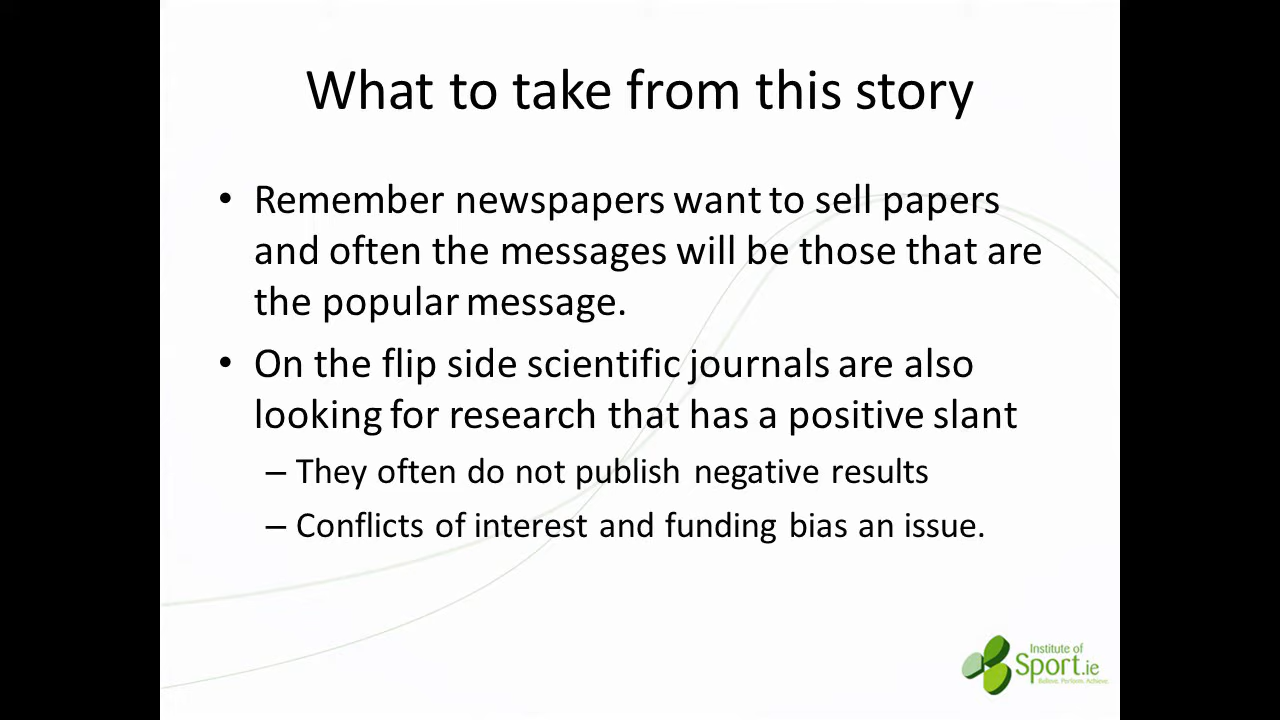 What to take from this story
• Remember newspapers want to sell papers
and often the messages will be those that are
the popular message.
• On the flip side scientific journals are also
looking for research that has a positive slant
– They often do not publish negative results
– Conflicts of interest and funding bias an issue.
Institute of
Sport.ie
Believe. Perform. Achieve.